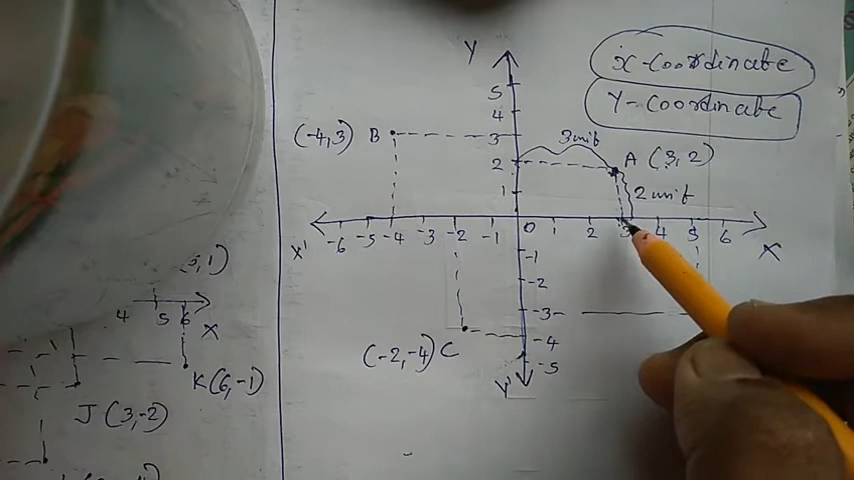 Y
x-coordinate
Y-coordinate
5
4
3
2
1
(-4,3) B
3 unit
A (3,2)
2 unit
X' -6 -5 -4 -3 -2 -1 0 1 2 3 4 5 6 X
-1
-2
-3
-4
-5
Y'
(-2,-4) C
,1)
4 5 6 X
K(6,-1)
J(3,-2)